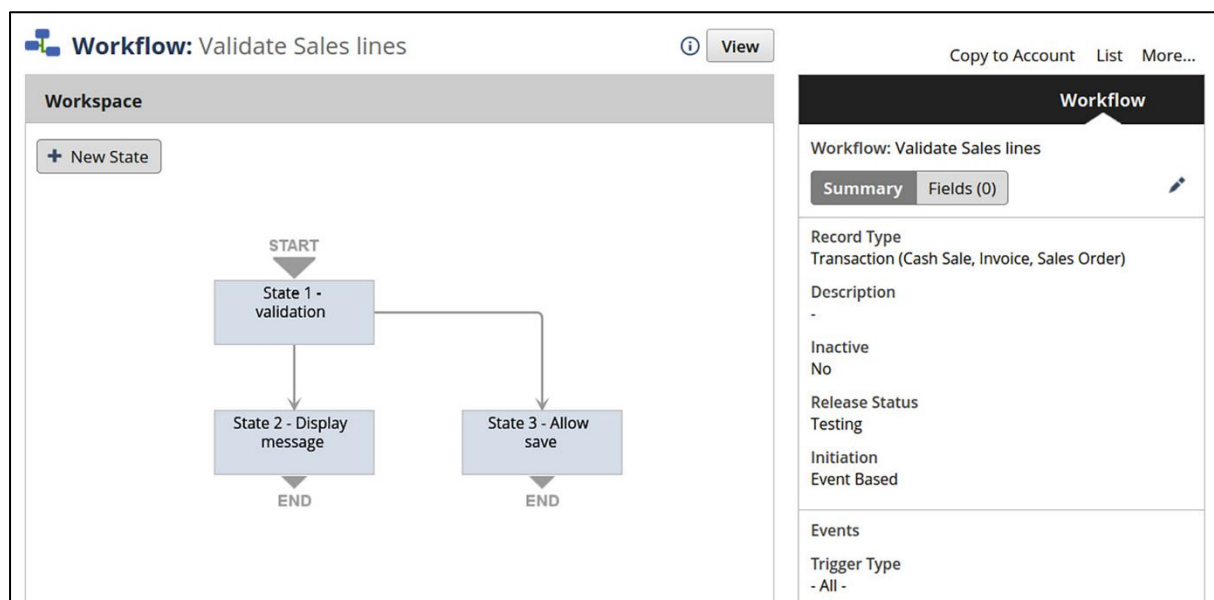 Workflow: Validate Sales lines
View
Copy to Account List More...
Workspace
Workflow
+ New State
Workflow: Validate Sales lines
Summary Fields (0)
START
State 1 -
validation
State 2 - Display
message
State 3 - Allow
save
END
END
Record Type
Transaction (Cash Sale, Invoice, Sales Order)
Description
-
Inactive
No
Release Status
Testing
Initiation
Event Based
Events
Trigger Type
- All -